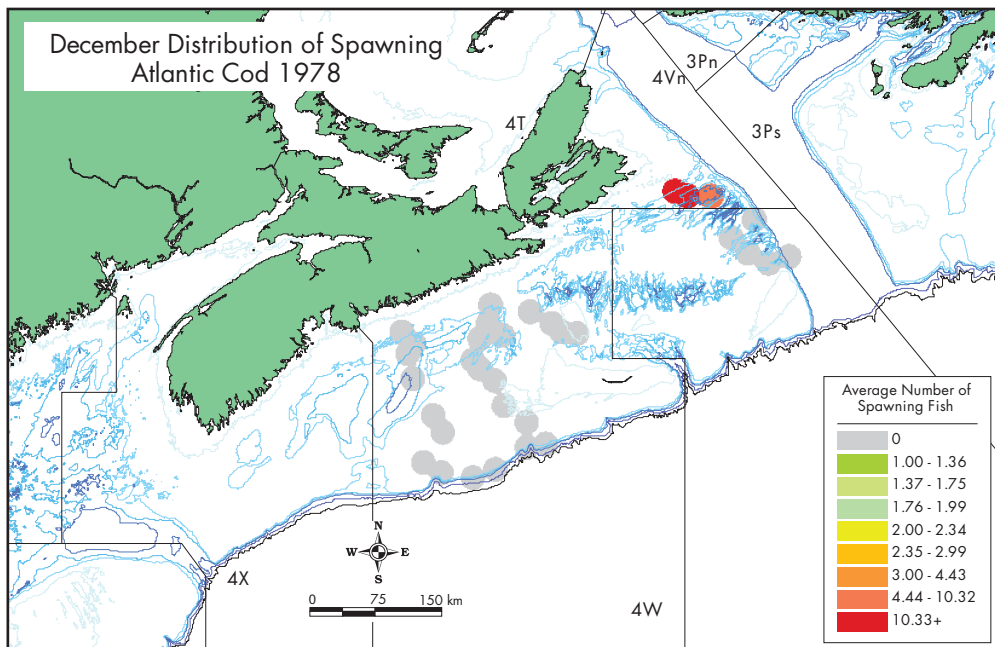 December Distribution of Spawning
Atlantic Cod 1978
3Pn
4Vn
3Ps
4T
Average Number of
Spawning Fish
0
1.00 - 1.36
1.37 - 1.75
1.76 - 1.99
2.00 - 2.34
2.35 - 2.99
3.00 - 4.43
4.44 - 10.32
10.33+
N
W E
S
4X
0 75 150 km
4W